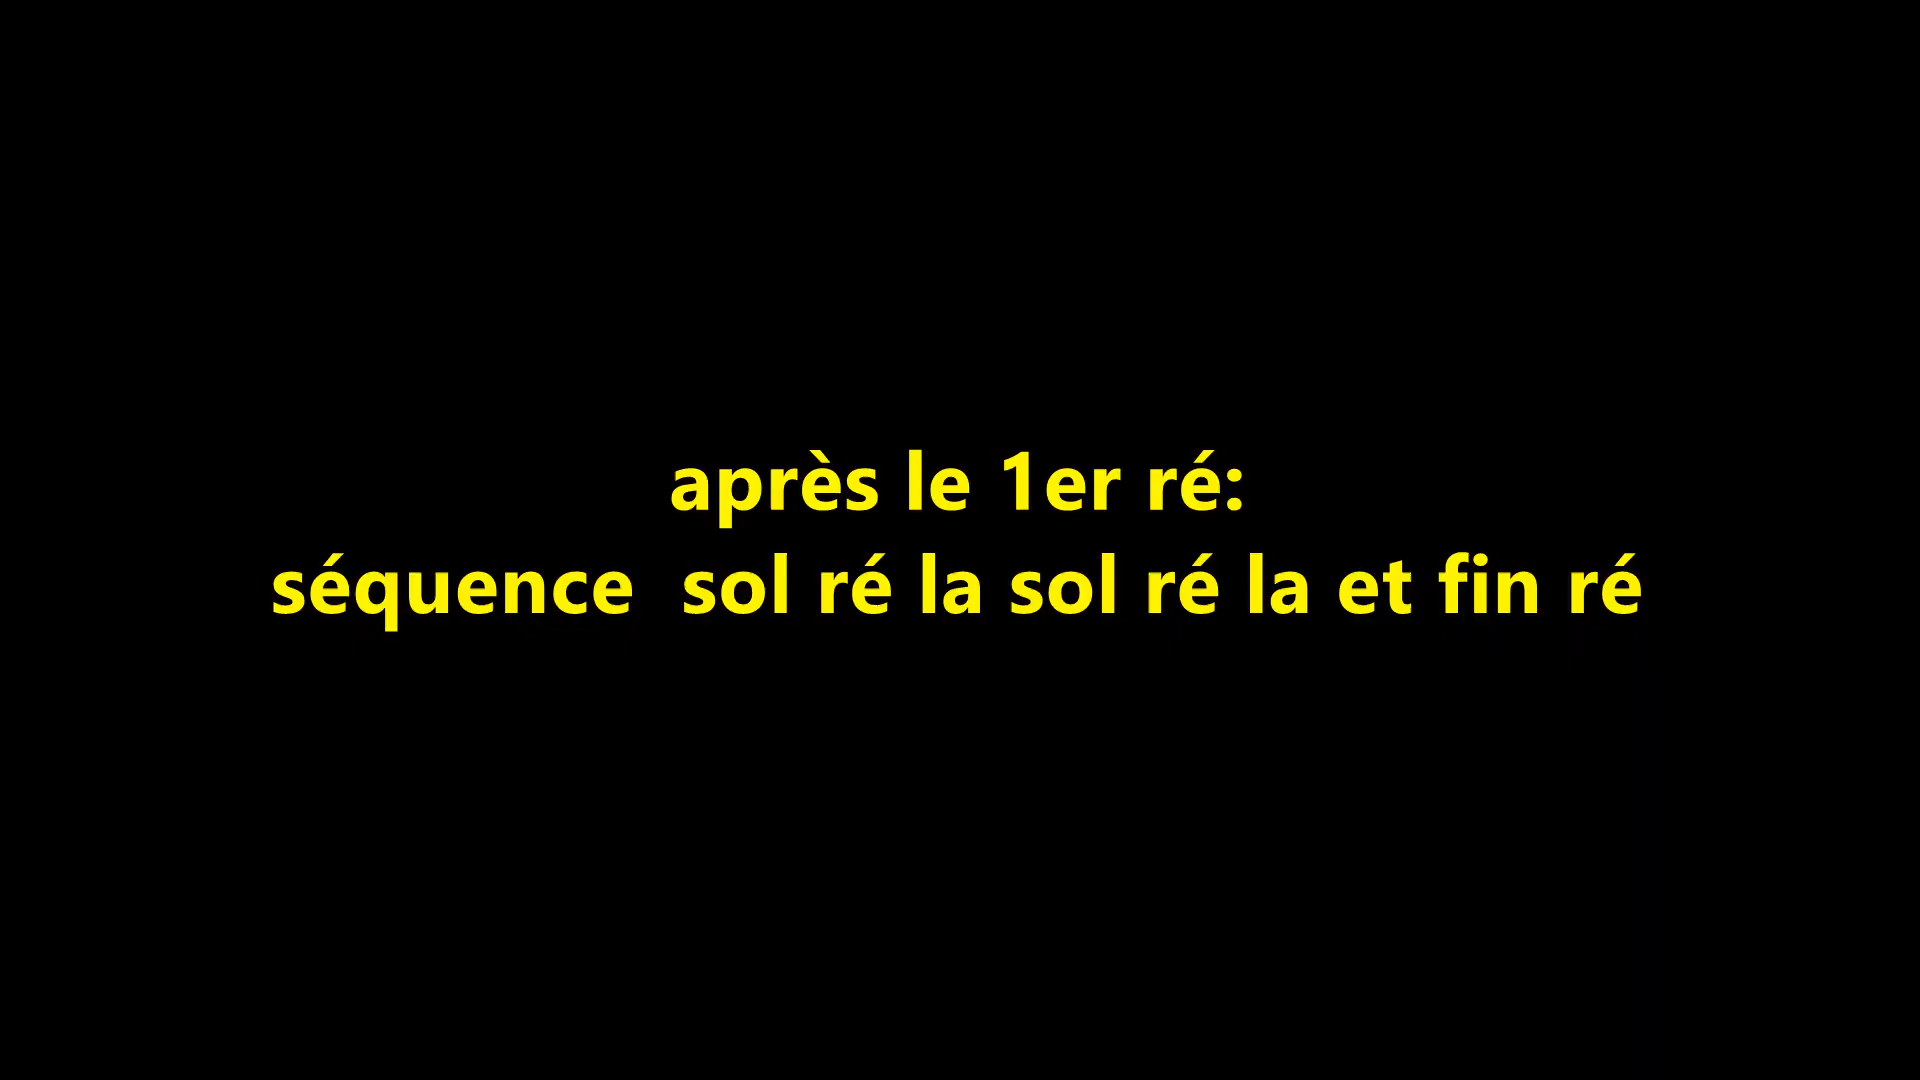 après le 1er ré:
séquence  sol ré la sol ré la et fin ré